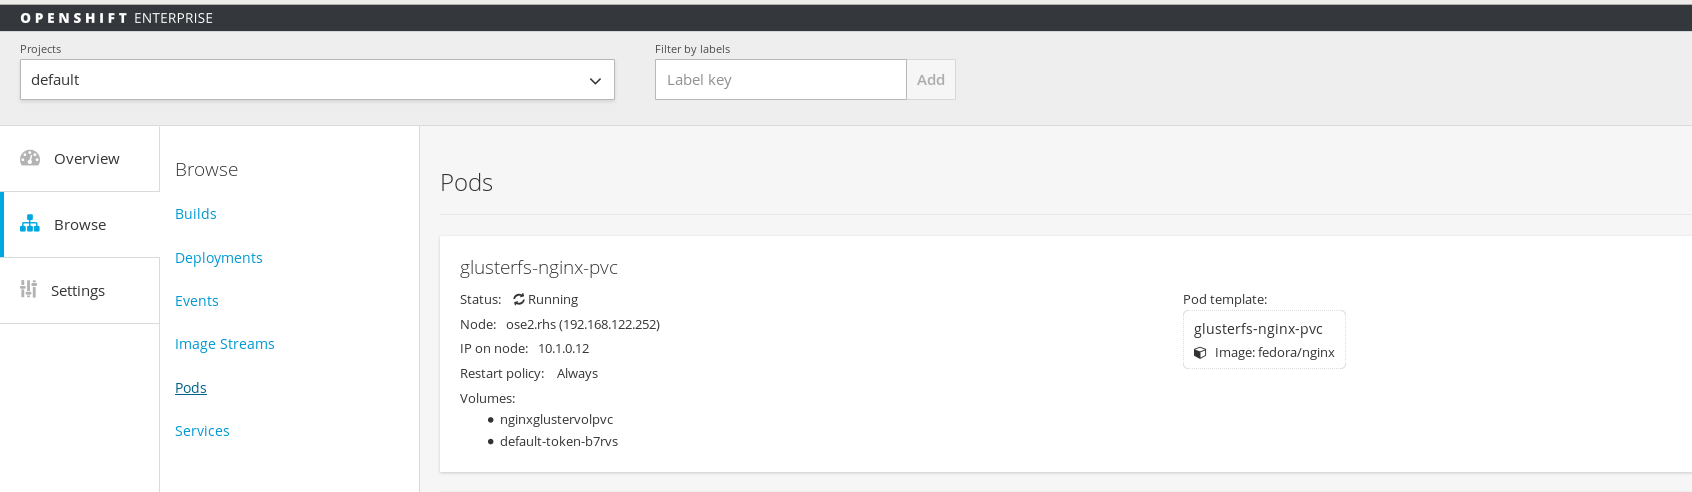 OPENSHIFT ENTERPRISE
Projects
default
Filter by labels
Label key
Add
Overview
Browse
Settings
Browse
Builds
Deployments
Events
Image Streams
Pods
Services
Pods
glusterfs-nginx-pvc
Status: Running
Node: ose2.rhs (192.168.122.252)
IP on node: 10.1.0.12
Restart policy: Always
Volumes:
• nginxglustervolpvc
• default-token-b7rvs
Pod template:
glusterfs-nginx-pvc
Image: fedora/nginx